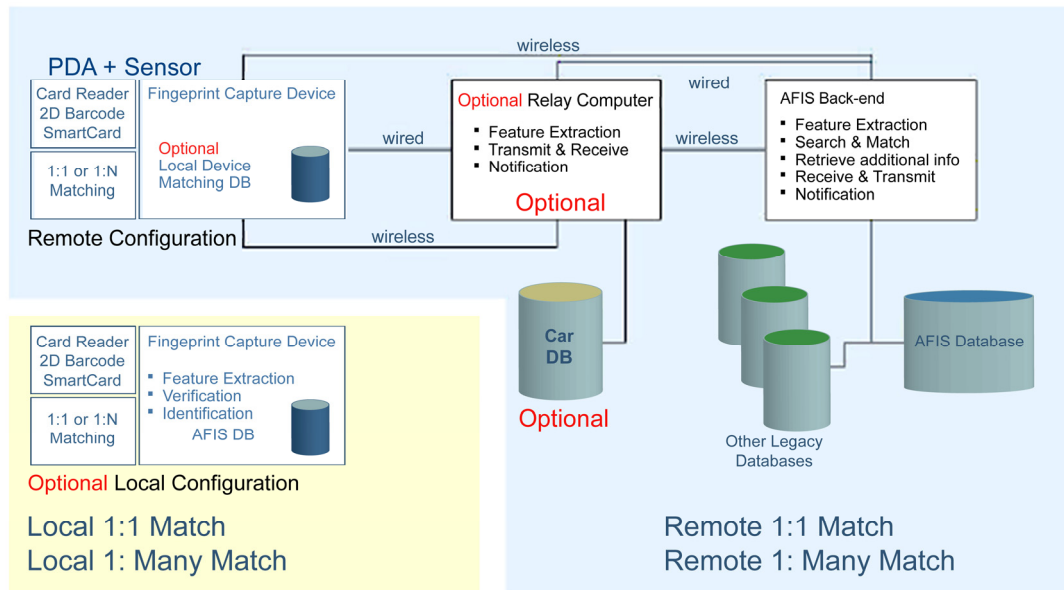 wireless
PDA + Sensor
Card Reader
2D Barcode
SmartCard
1:1 or 1:N
Matching
Fingeprint Capture Device
Optional
Local Device
Matching DB
Remote Configuration
wired
wireless
Optional Relay Computer
▪ Feature Extraction
▪ Transmit & Receive
▪ Notification
Optional
wired
wireless
AFIS Back-end
▪ Feature Extraction
▪ Search & Match
▪ Retrieve additional info
▪ Receive & Transmit
▪ Notification
Car
DB
Optional
Other Legacy
Databases
AFIS Database
Card Reader
2D Barcode
SmartCard
1:1 or 1:N
Matching
Fingeprint Capture Device
▪ Feature Extraction
▪ Verification
▪ Identification
AFIS DB
Optional Local Configuration
Local 1:1 Match
Local 1: Many Match
Remote 1:1 Match
Remote 1: Many Match